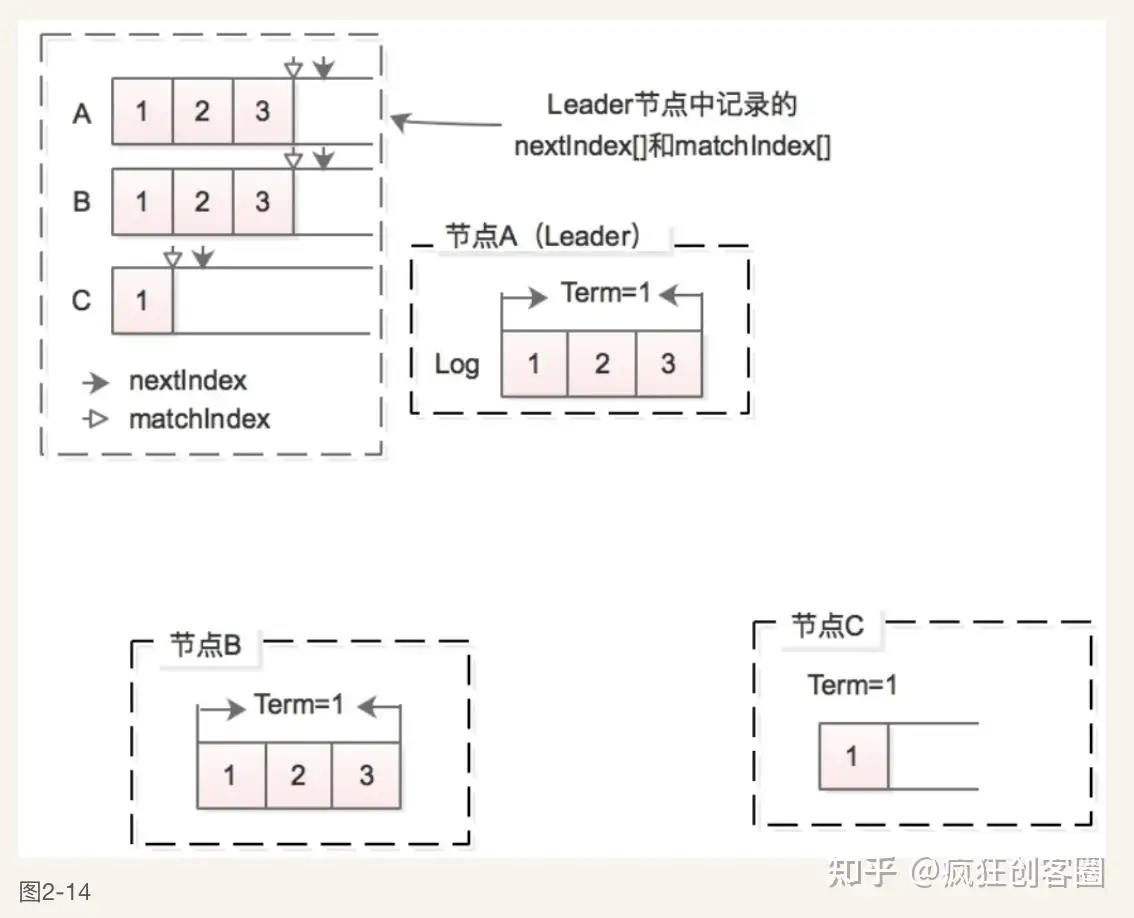 A 1 2 3
B 1 2 3
C 1
nextIndex
matchIndex
Leader节点中记录的
nextIndex[]和matchIndex[]
节点A（Leader）
Term=1
Log 1 2 3
节点B
Term=1
1 2 3
节点C
Term=1
1
知乎 @疯狂创客圈
图2-14